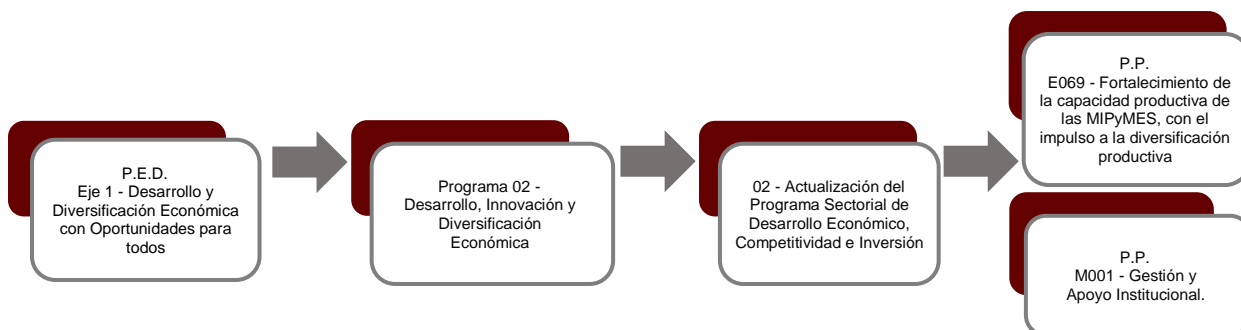 P.E.D.
Eje 1 - Desarrollo y
Diversificación Económica
con Oportunidades para
todos
Programa 02 -
Desarrollo, Innovación y
Diversificación
Económica
02 - Actualización del
Programa Sectorial de
Desarrollo Económico,
Competitividad e Inversión
P.P.
E069 - Fortalecimiento de
la capacidad productiva de
las MIPyMES, con el
impulso a la diversificación
productiva
P.P.
M001 - Gestión y
Apoyo Institucional.